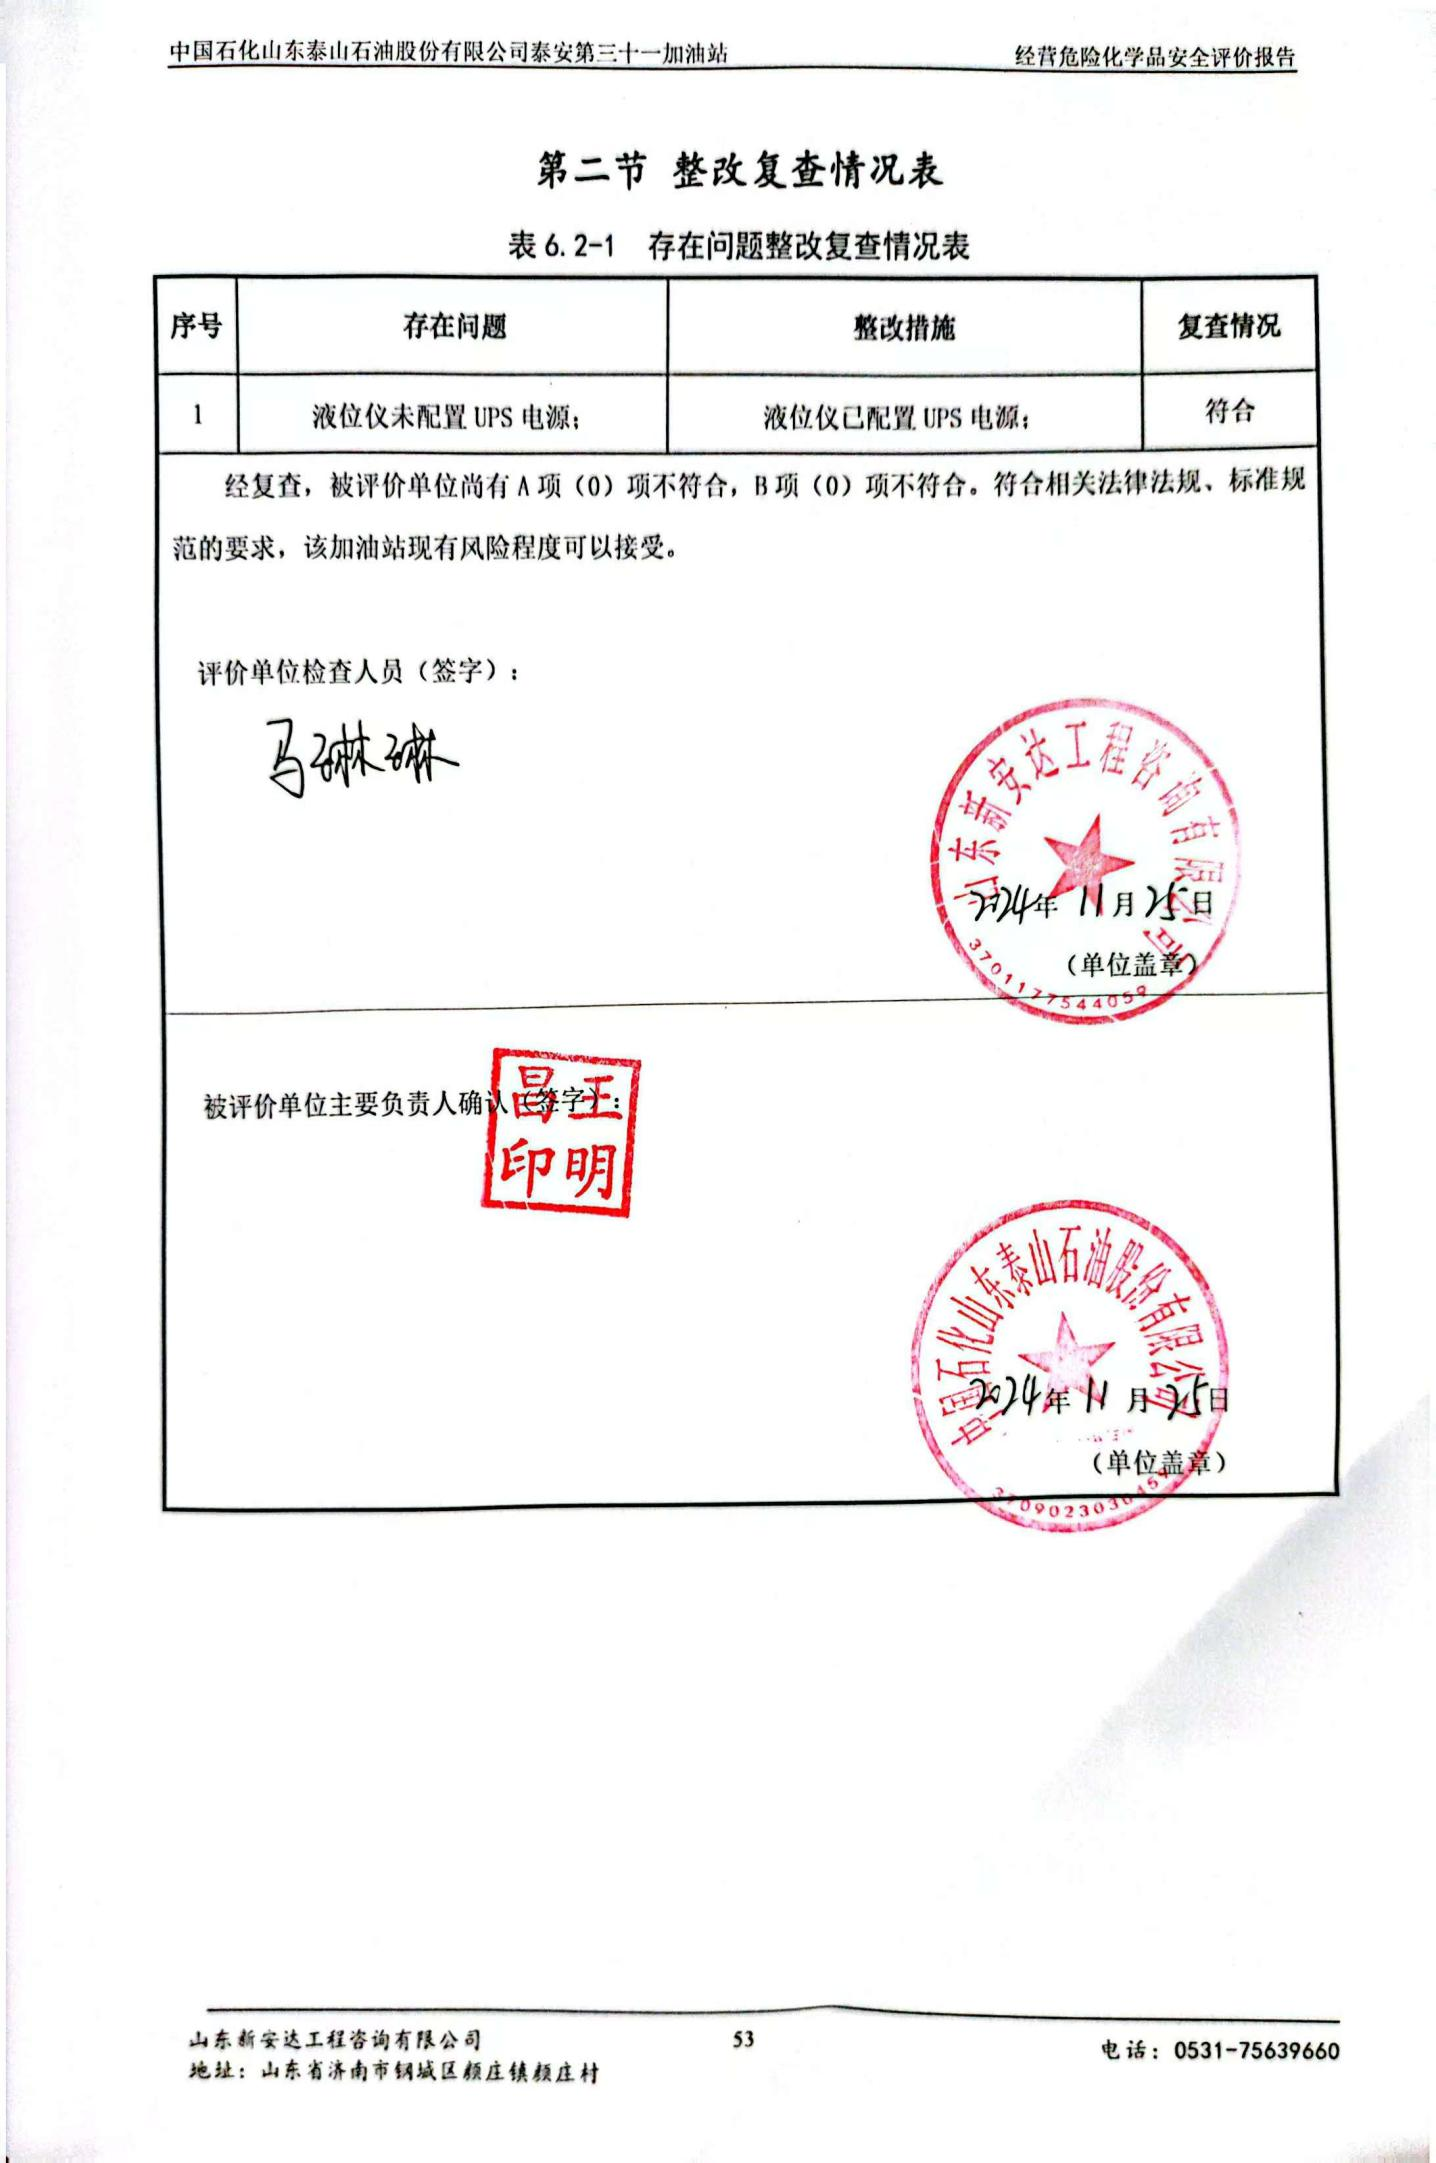 中国石化山东泰山石油股份有限公司泰安第三十一加油站 经营危险化学品安全评价报告
第二节 整改复查情况表
表 6.2-1 存在问题整改复查情况表
序号 存在问题 整改措施 复查情况
1 液位仪未配置 UPS 电源; 液位仪已配置 UPS 电源; 符合
经复查，被评价单位尚有 A 项（0）项不符合，B 项（0）项不符合。符合相关法律法规、标准规
范的要求，该加油站现有风险程度可以接受。
评价单位检查人员（签字）：
马琳琳
山东新安达工程咨询有限公司
2024年 11月 25日
（单位盖章）
3701177544059
被评价单位主要负责人确认（签字）：
王明昌印
中国石化山东泰山石油股份有限公司
2024年 11 月 25日
（单位盖章）
山东新安达工程咨询有限公司 53 电话：0531-75639660
地址：山东省济南市钢城区颜庄镇颜庄村